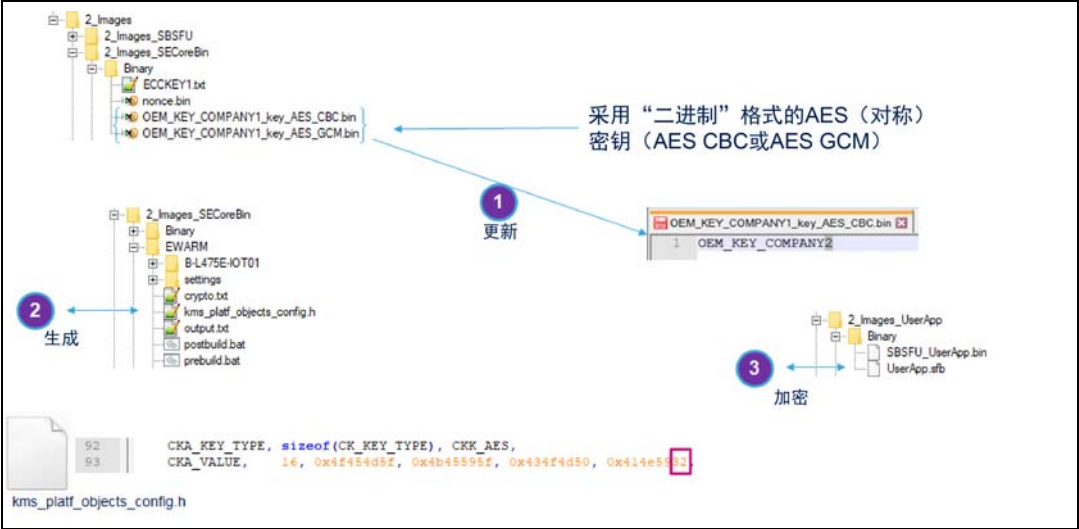 2_Images
2_Images_SBSFU
2_Images_SECoreBin
Binary
ECCKEY1.txt
nonce.bin
OEM_KEY_COMPANY1_key_AES_CBC.bin
OEM_KEY_COMPANY1_key_AES_GCM.bin
采用“二进制”格式的AES（对称）
密钥（AES CBC或AES GCM）
1
更新
OEM_KEY_COMPANY1_key_AES_CBC.bin
1 OEM_KEY_COMPANY2
2_Images_SECoreBin
Binary
EWARM
B-L475E-IOT01
settings
crypto.txt
kms_platf_objects_config.h
output.txt
postbuild.bat
prebuild.bat
2
生成
2_Images_UserApp
Binary
SBSFU_UserApp.bin
UserApp.sfb
3
加密
92 CKA_KEY_TYPE, sizeof(CK_KEY_TYPE), CKK_AES,
93 CKA_VALUE, 16, 0x4f454d5f, 0x4b45595f, 0x434f4d50, 0x414e5932,
kms_platf_objects_config.h